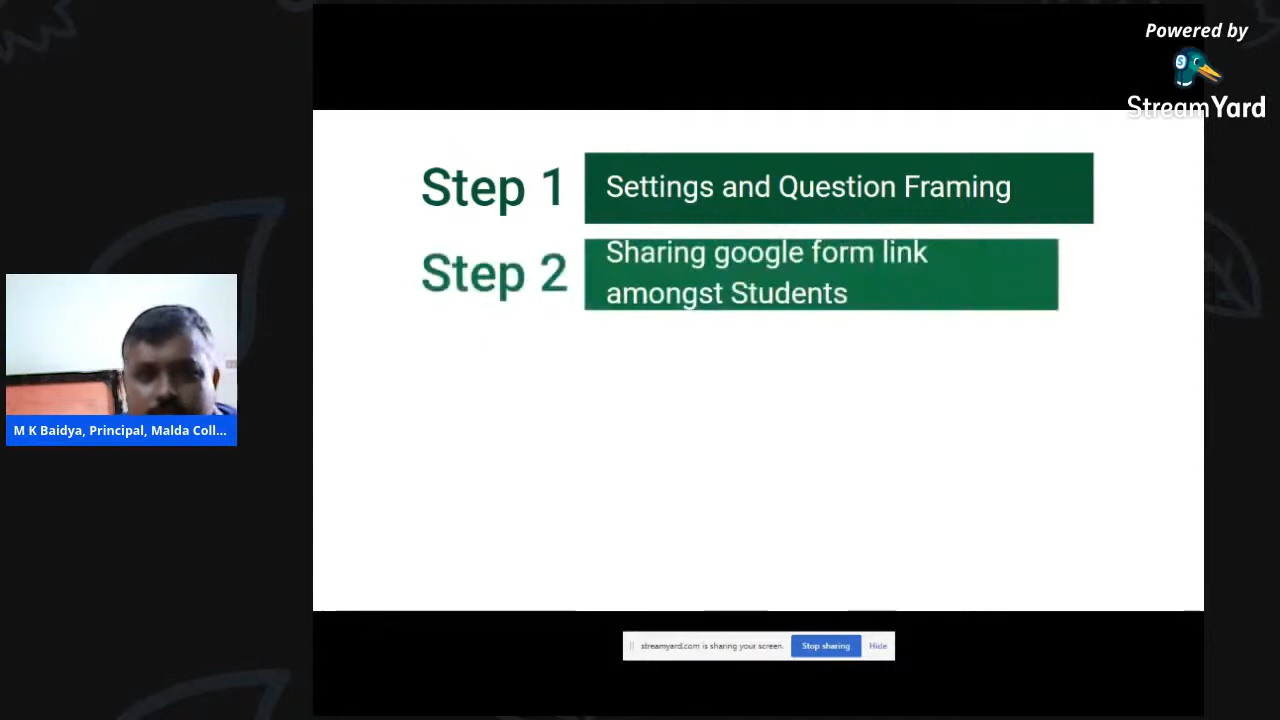 Powered by
StreamYard
Step 1
Settings and Question Framing
Step 2
Sharing google form link
amongst Students
M K Baidya, Principal, Malda Coll...
streamyard.com is sharing your screen.
Stop sharing
Hide